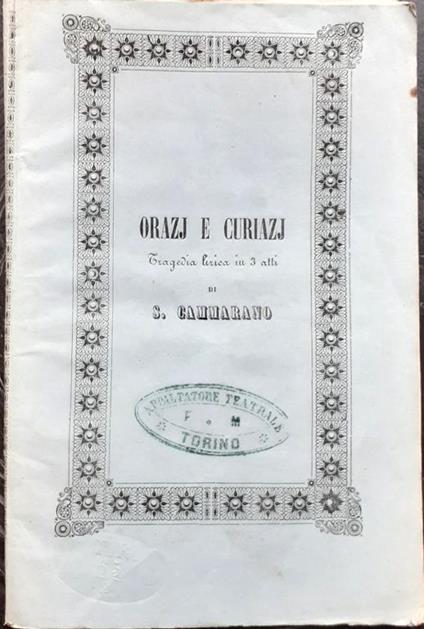 ORAZJ E CURIAZJ
Tragedia lirica in 3 atti
DI
S. CAMMARANO
APPALTATORE TEATRALE
F. M
TORINO